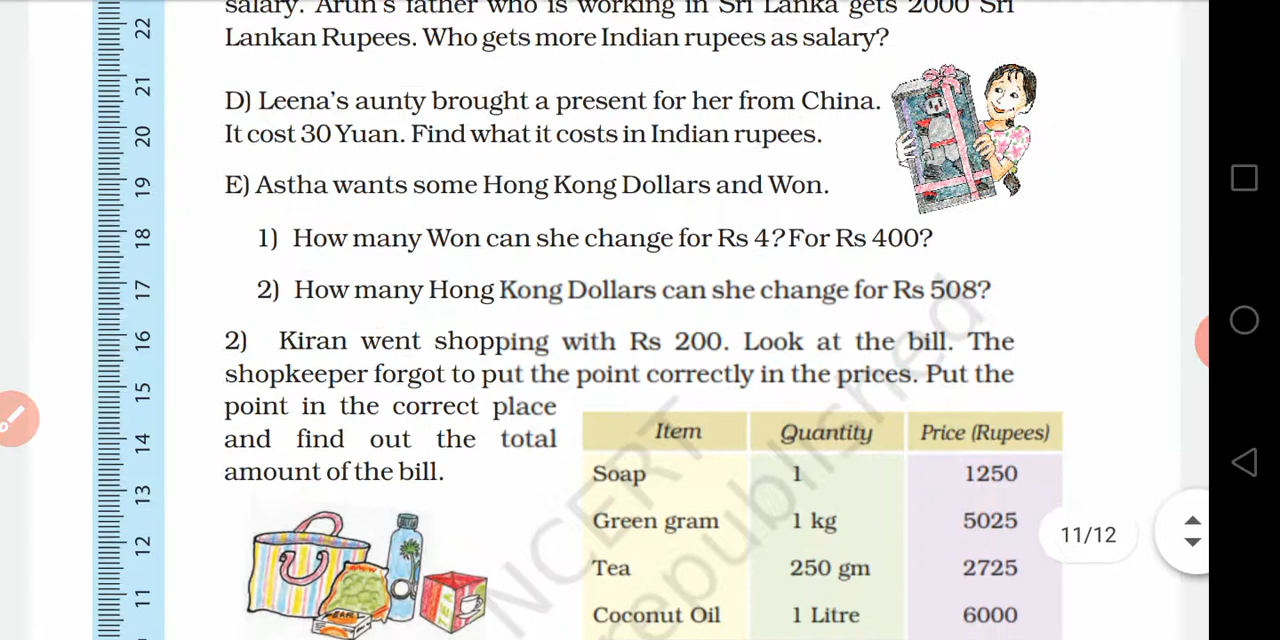 salary. Arun's father who is working in Sri Lanka gets 2000 Sri
Lankan Rupees. Who gets more Indian rupees as salary?
D) Leena's aunty brought a present for her from China.
It cost 30 Yuan. Find what it costs in Indian rupees.
E) Astha wants some Hong Kong Dollars and Won.
1) How many Won can she change for Rs 4? For Rs 400?
2) How many Hong Kong Dollars can she change for Rs 508?
2) Kiran went shopping with Rs 200. Look at the bill. The
shopkeeper forgot to put the point correctly in the prices. Put the
point in the correct place
and find out the total
amount of the bill.
Item Quantity Price (Rupees)
Soap 1 1250
Green gram 1 kg 5025
Tea 250 gm 2725
Coconut Oil 1 Litre 6000
22
21
20
19
18
17
16
15
14
13
12
11
11/12
NCERT
republished